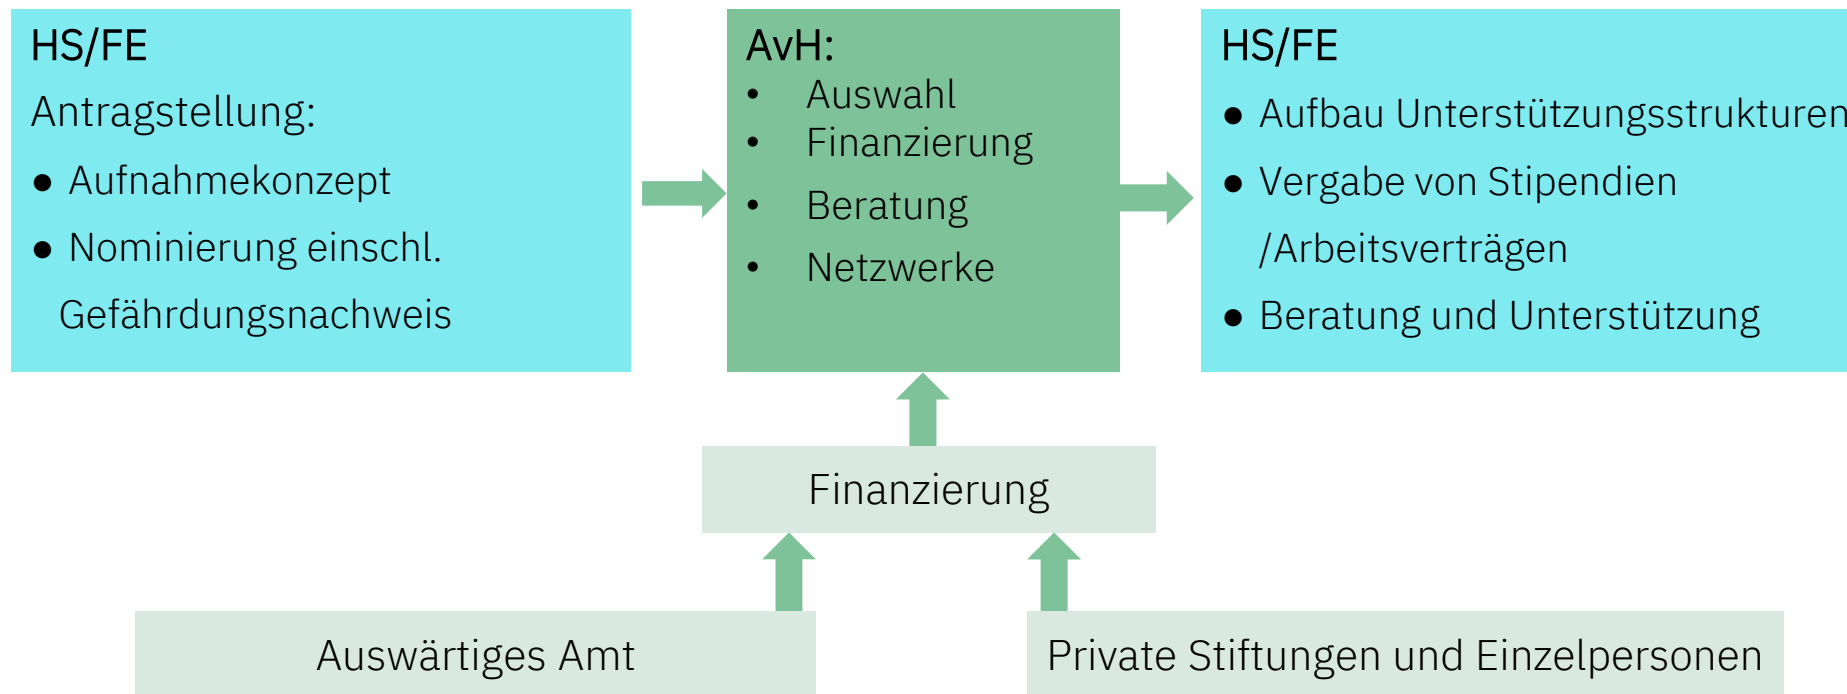 HS/FE
Antragstellung:
● Aufnahmekonzept
● Nominierung einschl.
Gefährdungsnachweis
AvH:
• Auswahl
• Finanzierung
• Beratung
• Netzwerke
HS/FE
● Aufbau Unterstützungsstrukturen
● Vergabe von Stipendien
/Arbeitsverträgen
● Beratung und Unterstützung
Finanzierung
Auswärtiges Amt
Private Stiftungen und Einzelpersonen